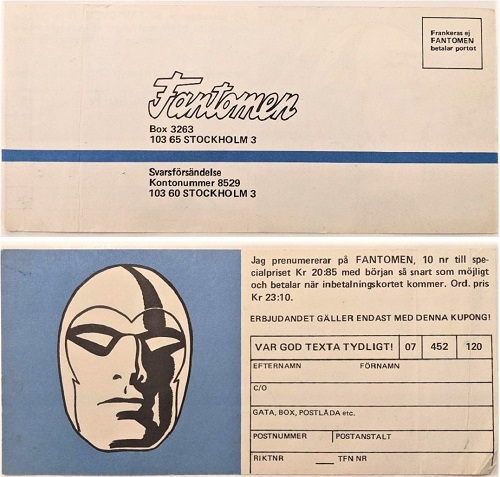 Frankeras ej
FANTOMEN
betalar portot
Fantomen
Box 3263
103 65 STOCKHOLM 3
Svarsförsändelse
Kontonummer 8529
103 60 STOCKHOLM 3
Jag prenumererar på FANTOMEN, 10 nr till spe-
cialpriset Kr 20:85 med början så snart som möjligt
och betalar när inbetalningskortet kommer. Ord. pris
Kr 23:10.
ERBJUDANDET GÄLLER ENDAST MED DENNA KUPONG!
VAR GOD TEXTA TYDLIGT! 07 452 120
EFTERNAMN FÖRNAMN
C/O
GATA, BOX, POSTLÅDA etc.
POSTNUMMER POSTANSTALT
RIKTNR TFN NR